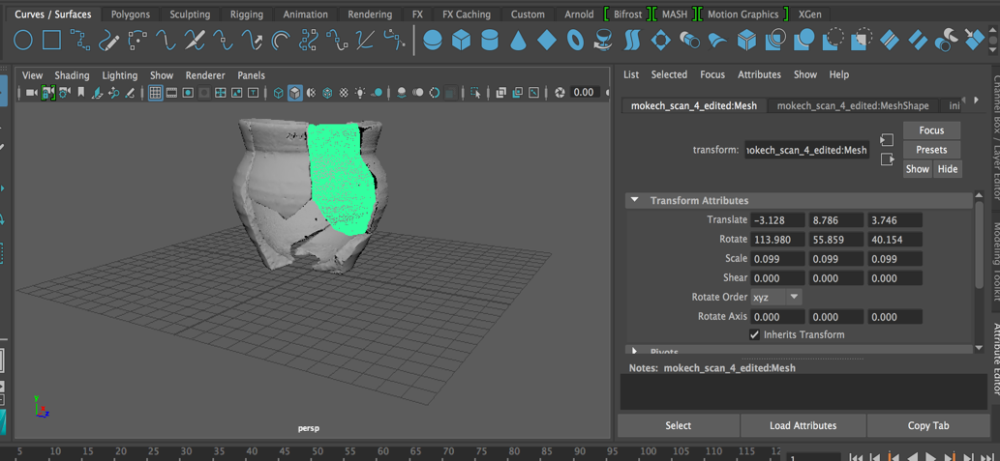 Curves / Surfaces Polygons Sculpting Rigging Animation Rendering FX FX Caching Custom Arnold Bifrost MASH Motion Graphics XGen
View Shading Lighting Show Renderer Panels
0.00
List Selected Focus Attributes Show Help
mokech_scan_4_edited:Mesh mokech_scan_4_edited:MeshShape ini
transform: mokech_scan_4_edited:Mesh
Focus
Presets
Show Hide
Transform Attributes
Translate -3.128 8.786 3.746
Rotate 113.980 55.859 40.154
Scale 0.099 0.099 0.099
Shear 0.000 0.000 0.000
Rotate Order xyz
Rotate Axis 0.000 0.000 0.000
Inherits Transform
Pivots
Notes: mokech_scan_4_edited:Mesh
Select Load Attributes Copy Tab
Channel Box / Layer Editor
Modeling Toolkit
Attribute Editor
y
z
persp
5 10 15 20 25 30 35 40 45 50 55 60 65 70 75 80 85 90 95 100 105 110 115 12
1